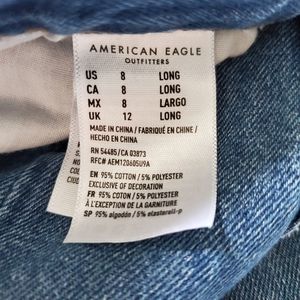 AMERICAN EAGLE
OUTFITTERS
US 8 LONG
CA 8 LONG
MX 8 LARGO
UK 12 LONG
MADE IN CHINA / FABRIQUÉ EN CHINE /
HECHO EN CHINA
RN 54485/CA 03873
RFC# AEM120605U9A
EN 95% COTTON / 5% POLYESTER
EXCLUSIVE OF DECORATION
FR 95% COTTON / 5% POLYESTER
À L'EXCEPTION DE LA GARNITURE
SP 95% algodón / 5% elasterell-p